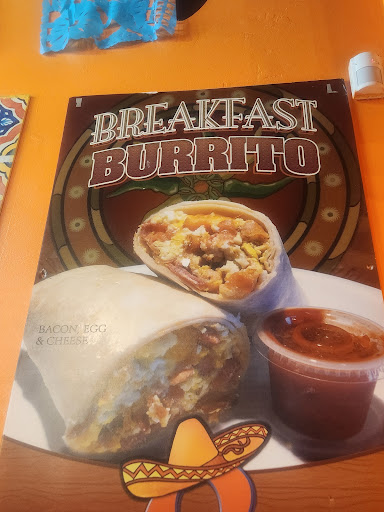 BREAKFAST
BURRITO
BACON, EGG
& CHEESE